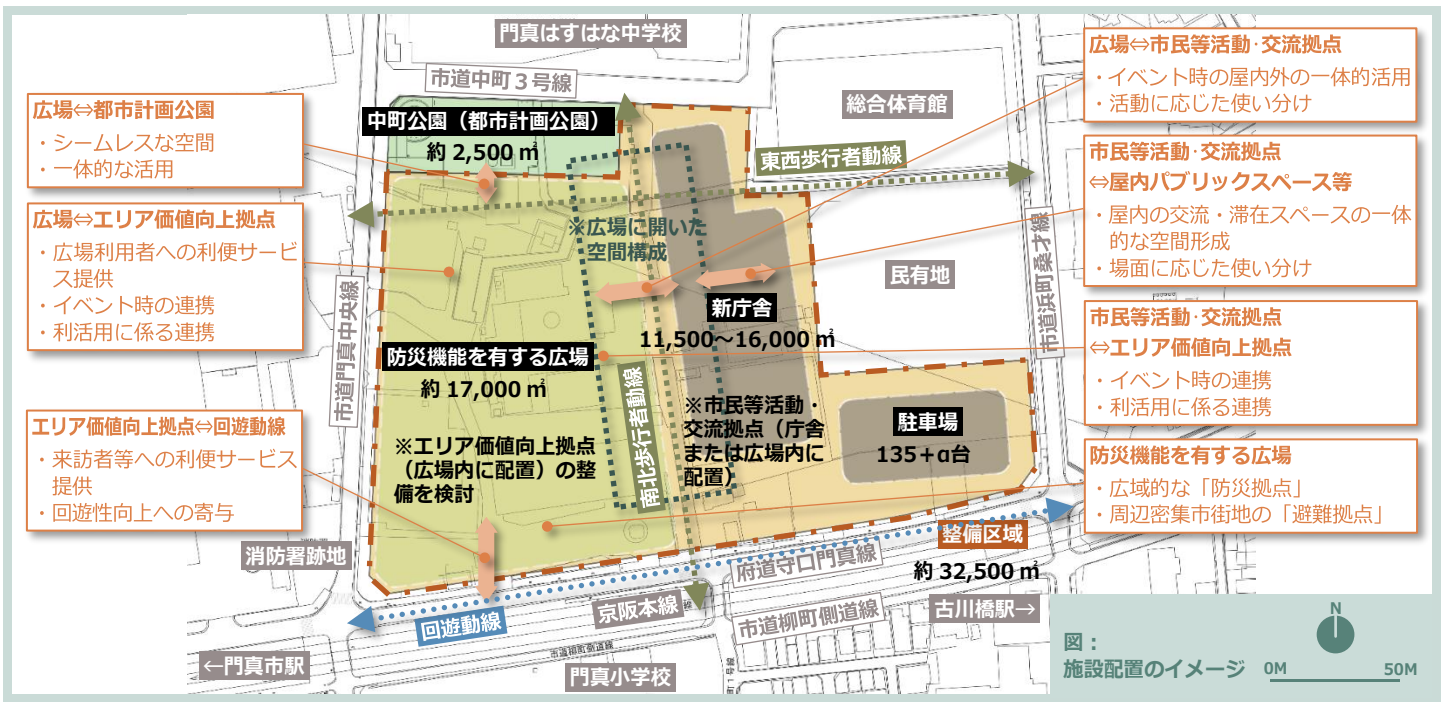 門真はすはな中学校
市道中町3号線
総合体育館
中町公園（都市計画公園）
約 2,500 ㎡
東西歩行者動線
広場⇔都市計画公園
・シームレスな空間
・一体的な活用
広場⇔エリア価値向上拠点
・広場利用者への利便サービ
ス提供
・イベント時の連携
・利活用に係る連携
エリア価値向上拠点⇔回遊動線
・来訪者等への利便サービス
提供
・回遊性向上への寄与
市道門真中央線
※広場に開いた
空間構成
民有地
市道浜町桑才線
新庁舎
11,500～16,000 ㎡
防災機能を有する広場
約 17,000 ㎡
南北歩行者動線
※エリア価値向上拠点
（広場内に配置）の整
備を検討
※市民等活動・
交流拠点（庁舎
または広場内に
配置）
駐車場
135+α台
広場⇔市民等活動・交流拠点
・イベント時の屋内外の一体的活用
・活動に応じた使い分け
市民等活動・交流拠点
⇔屋内パブリックスペース等
・屋内の交流・滞在スペースの一体
的な空間形成
・場面に応じた使い分け
市民等活動・交流拠点
⇔エリア価値向上拠点
・イベント時の連携
・利活用に係る連携
防災機能を有する広場
・広域的な「防災拠点」
・周辺密集市街地の「避難拠点」
消防署跡地
整備区域
約 32,500 ㎡
府道守口門真線
回遊動線
京阪本線
市道柳町側道線
古川橋駅→
←門真市駅
市道柳町側道線
門真小学校
図：
施設配置のイメージ
N
0M
50M